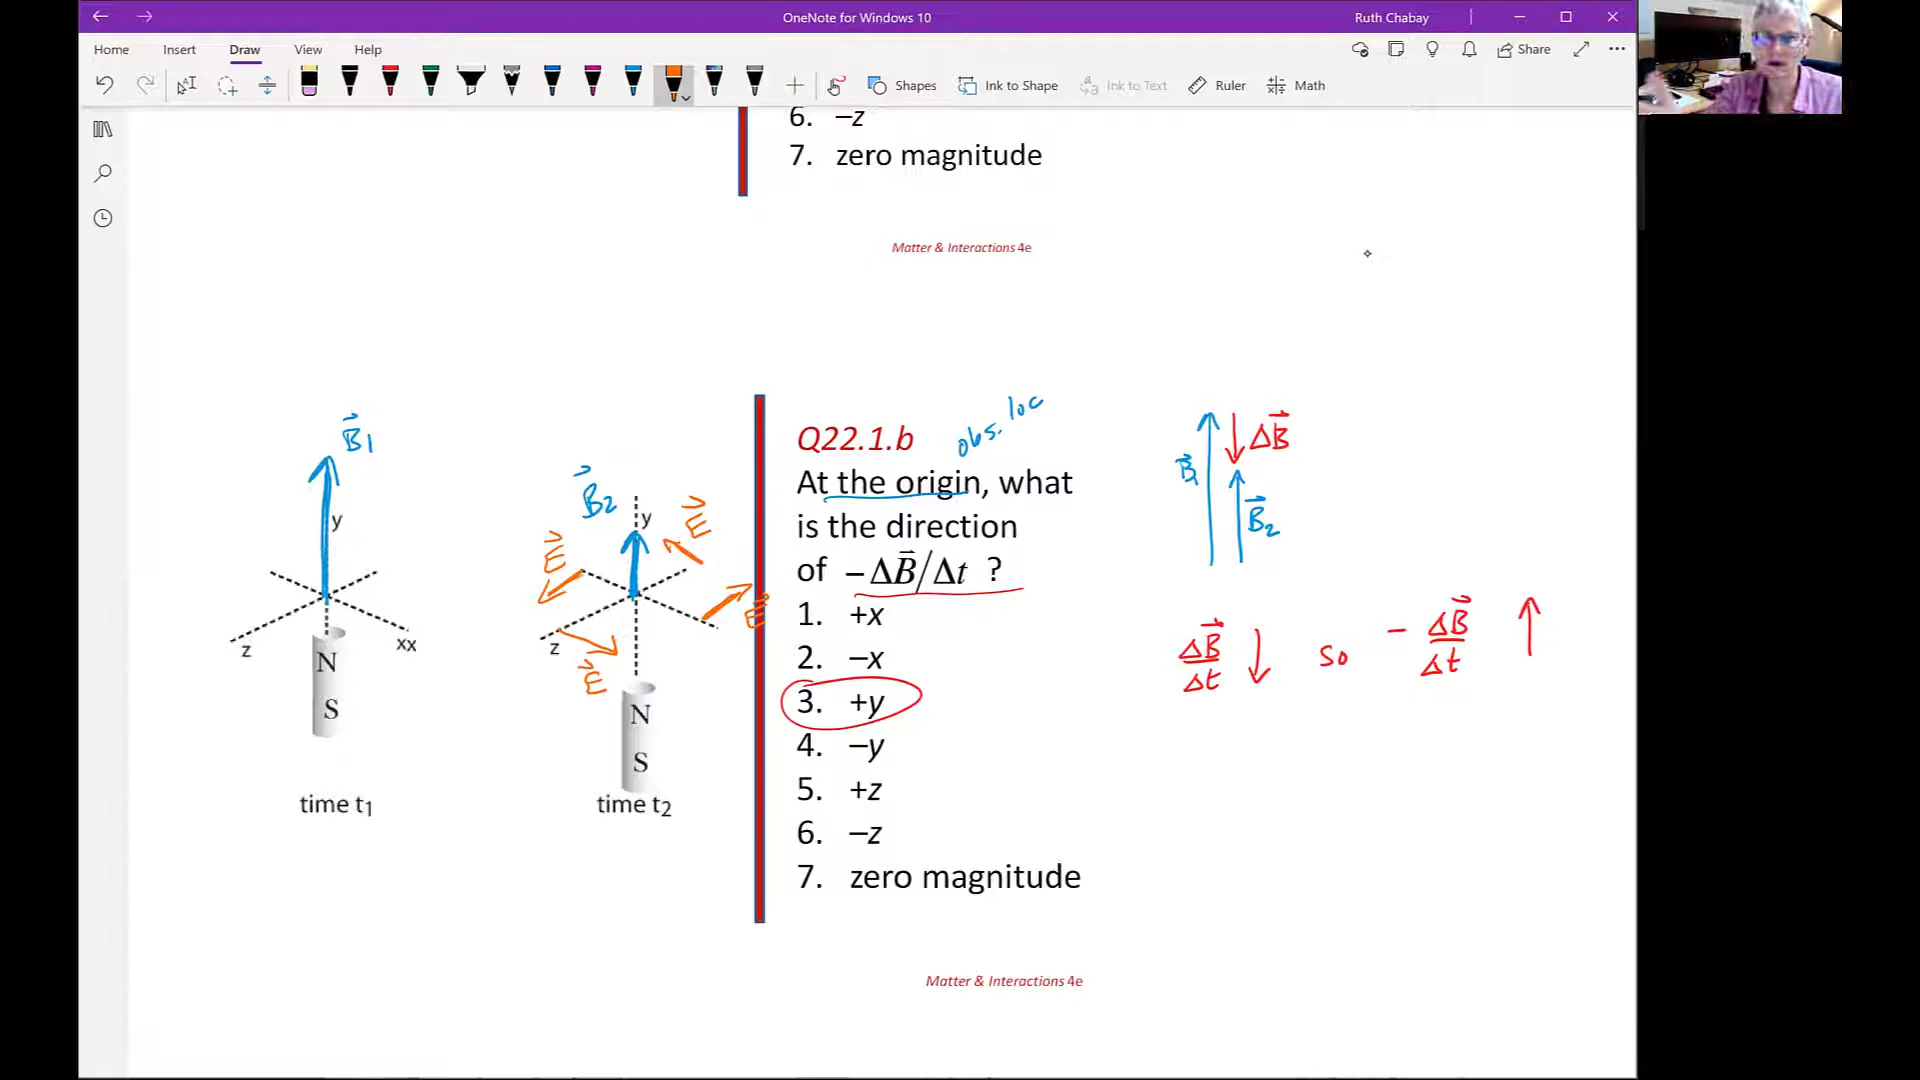 OneNote for Windows 10
Ruth Chabay
Home Insert Draw View Help
Share
Shapes Ink to Shape Ink to Text Ruler Math
6. –z
7. zero magnitude
Matter & Interactions 4e
B1
y
z
xx
N
S
time t1
B2
y
E
E
E
E
z
N
S
time t2
obs. loc
Q22.1.b
At the origin, what
is the direction
of –ΔB/Δt ?
1. +x
2. –x
3. +y
4. –y
5. +z
6. –z
7. zero magnitude
B1
ΔB
B2
ΔB/Δt ↓ so – ΔB/Δt ↑
Matter & Interactions 4e